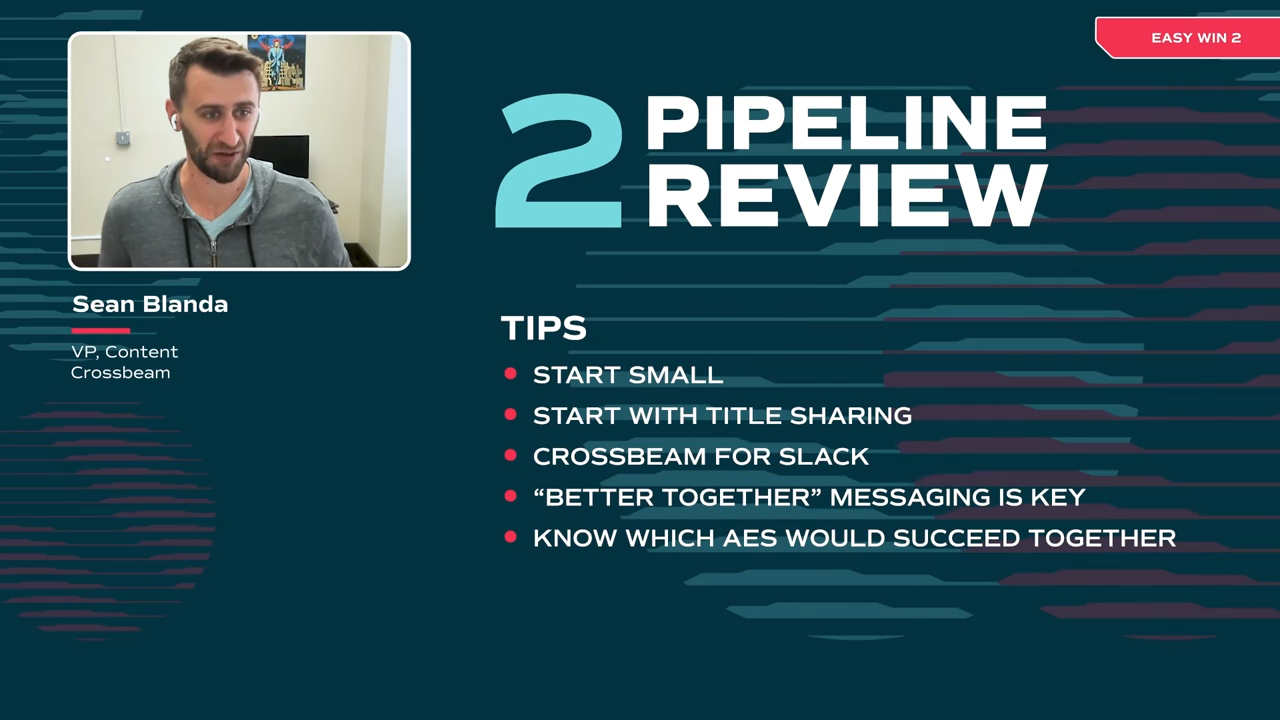 EASY WIN 2
2 PIPELINE
REVIEW
Sean Blanda
VP, Content
Crossbeam
TIPS
START SMALL
START WITH TITLE SHARING
CROSSBEAM FOR SLACK
“BETTER TOGETHER” MESSAGING IS KEY
KNOW WHICH AES WOULD SUCCEED TOGETHER